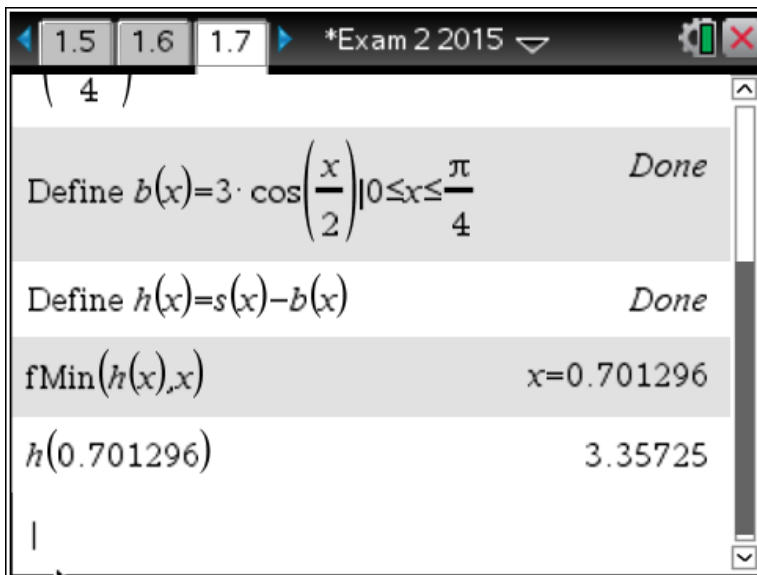 1.5 1.6 1.7 *Exam 2 2015
(4)
Define b(x)=3·cos(x/2)|0≤x≤π/4 Done
Define h(x)=s(x)−b(x) Done
fMin(h(x),x) x=0.701296
h(0.701296) 3.35725